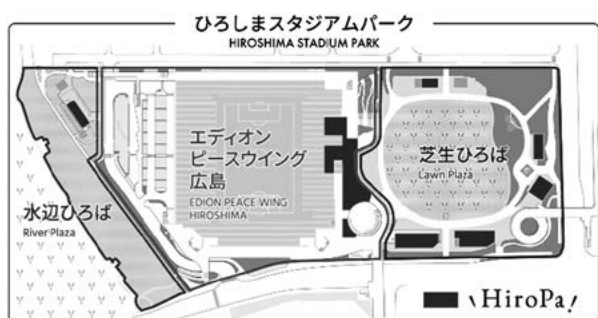 ひろしまスタジアムパーク
HIROSHIMA STADIUM PARK
エディオン
ピースウイング
広島
EDION PEACE WING
HIROSHIMA
芝生ひろば
Lawn Plaza
水辺ひろば
River Plaza
\HiroPa!/